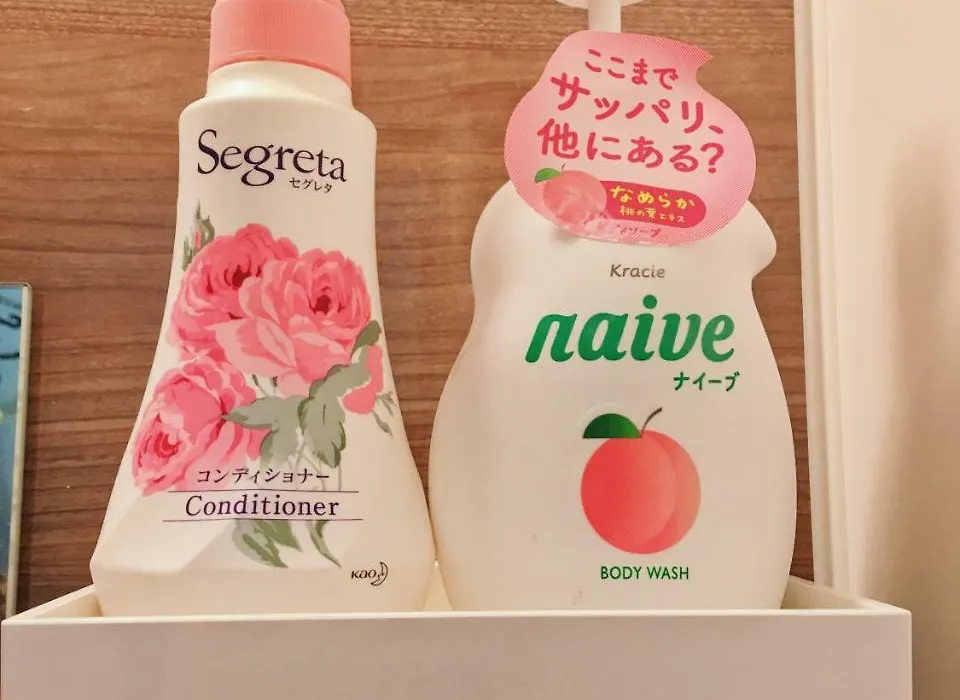 Segreta
セグレタ
コンディショナー
Conditioner
Kao
ここまで
サッパリ、
他にある?
なめらか
桃の葉エキス
Kracie
naive
ナイーブ
BODY WASH